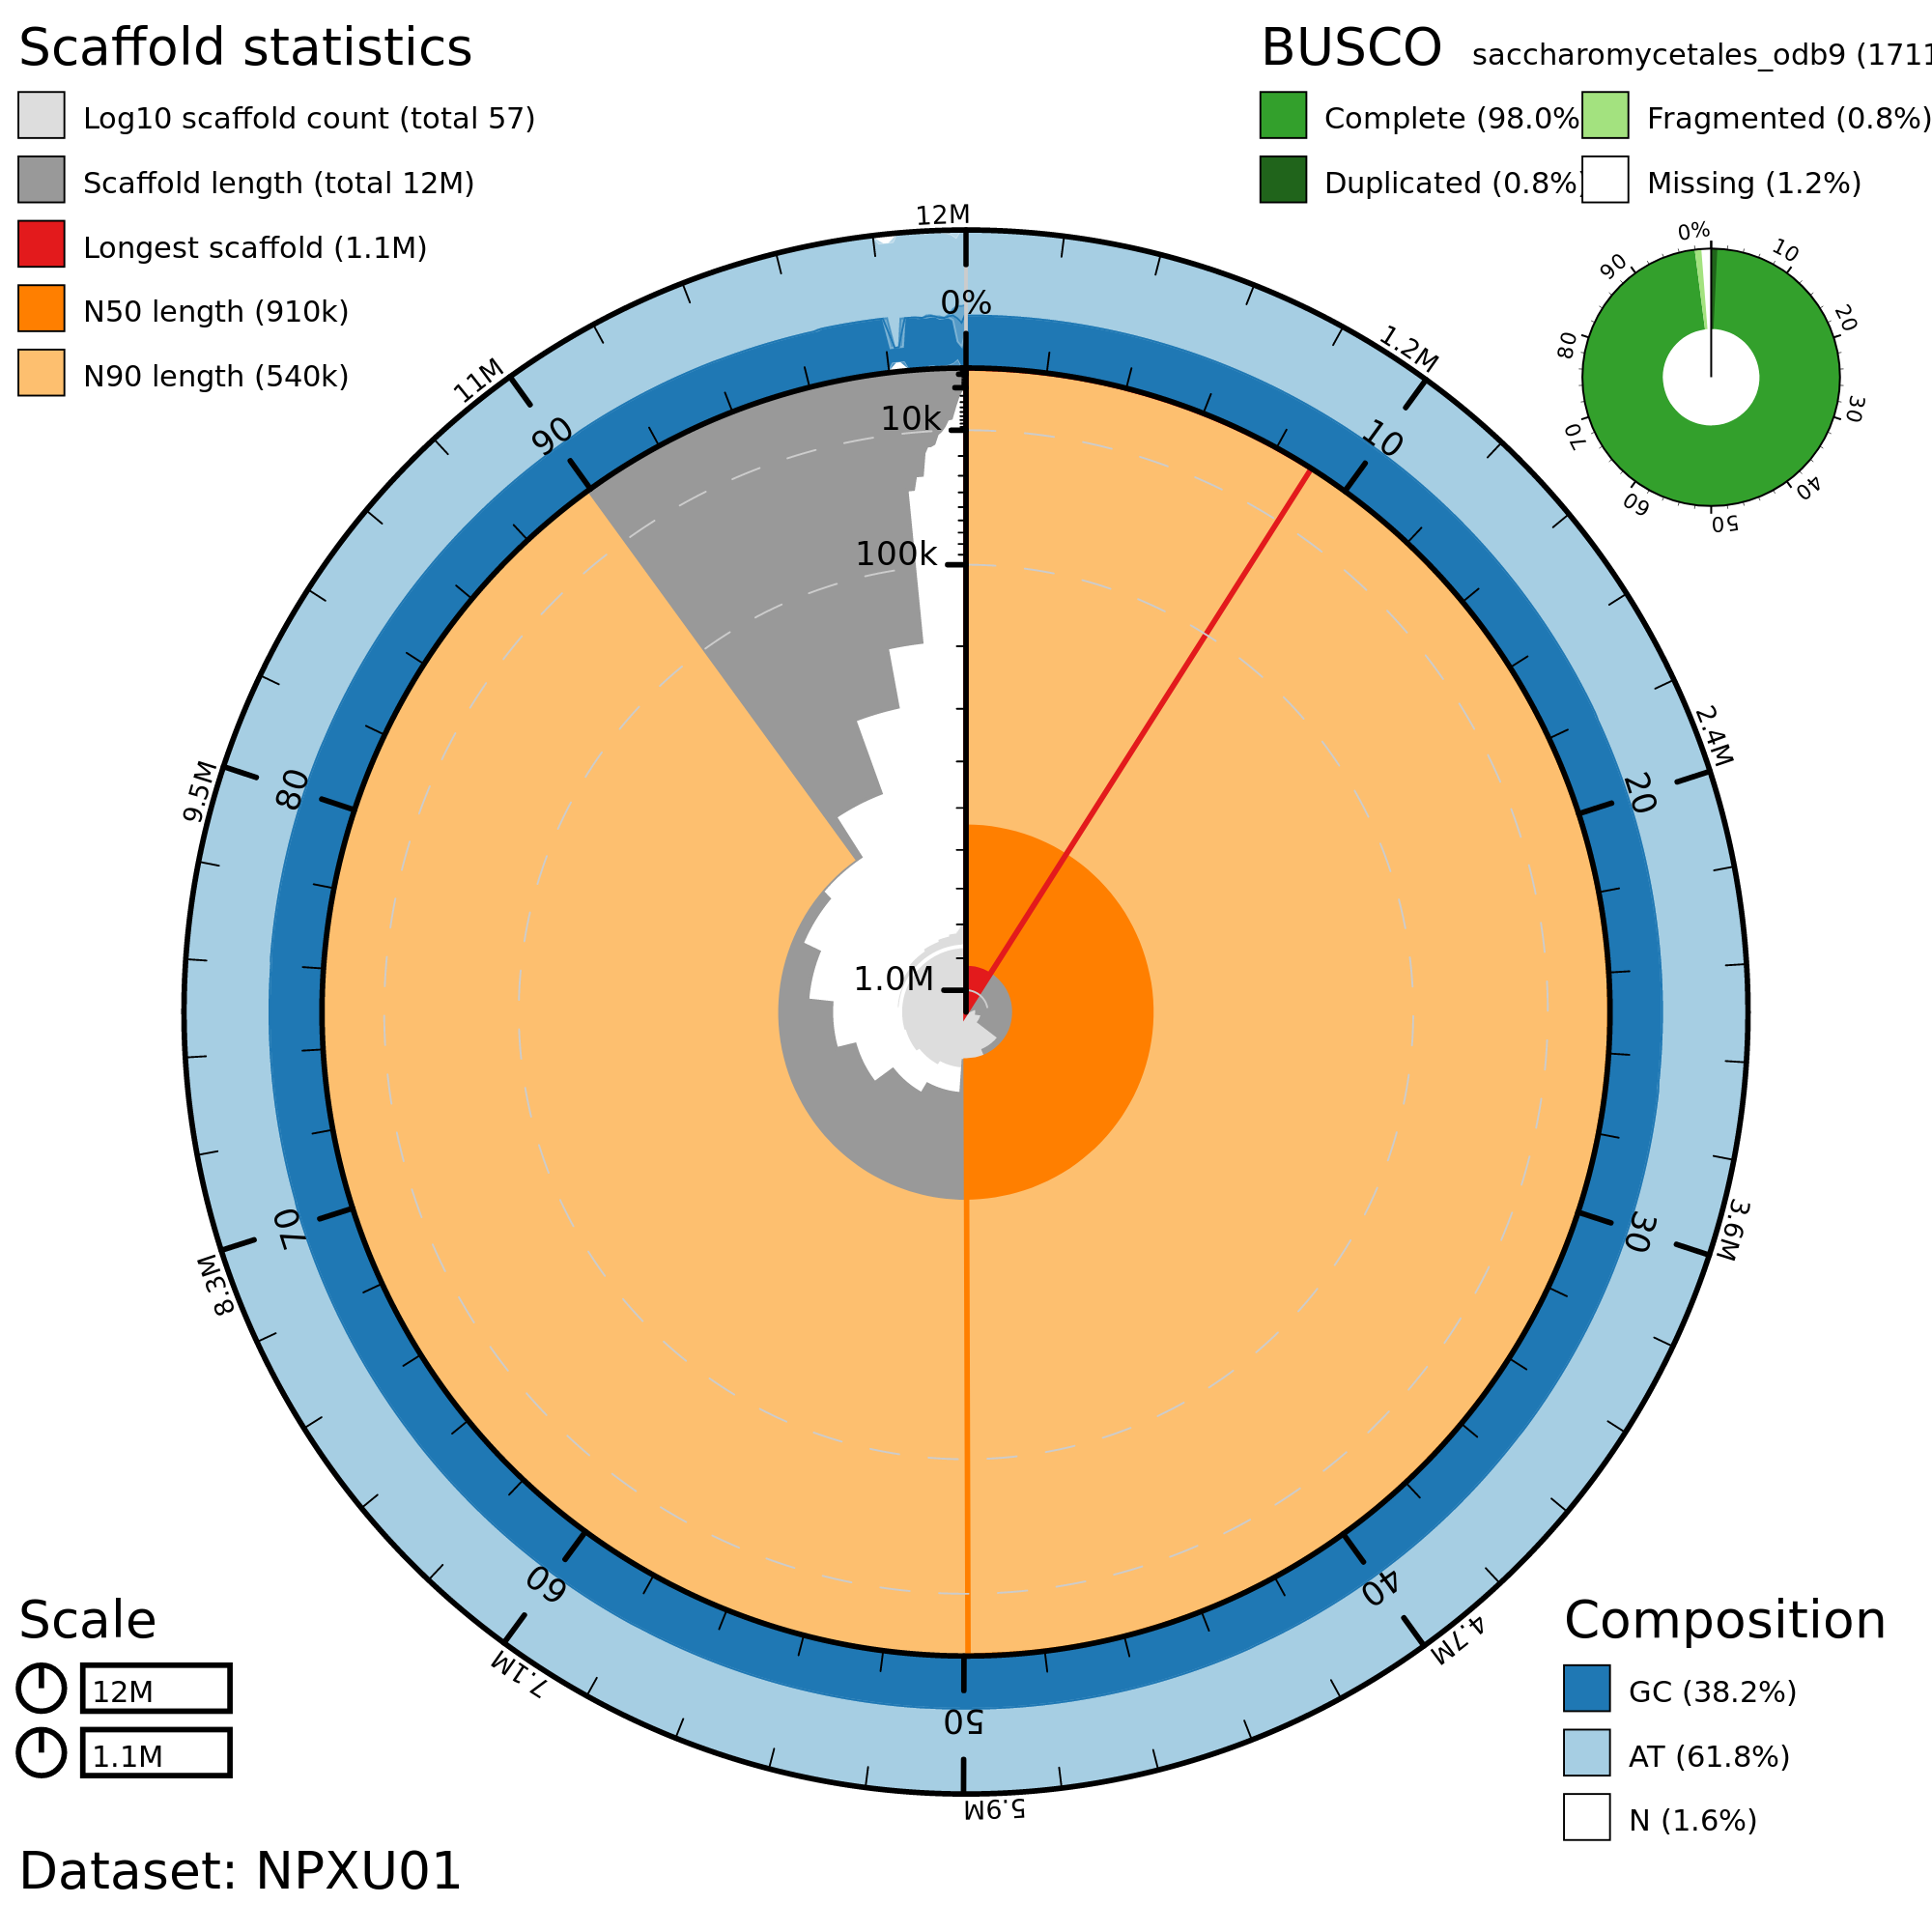 Scaffold statistics
Log10 scaffold count (total 57)
Scaffold length (total 12M)
Longest scaffold (1.1M)
N50 length (910k)
N90 length (540k)
BUSCO saccharomycetales_odb9 (1711
Complete (98.0%
Fragmented (0.8%)
Duplicated (0.8%)
Missing (1.2%)
0%
10
20
30
40
50
60
70
80
90
12M
1.2M
2.4M
3.6M
4.7M
5.9M
7.1M
8.3M
9.5M
11M
0%
10
20
30
40
50
60
70
80
90
10k
100k
1.0M
Scale
12M
1.1M
Composition
GC (38.2%)
AT (61.8%)
N (1.6%)
Dataset: NPXU01